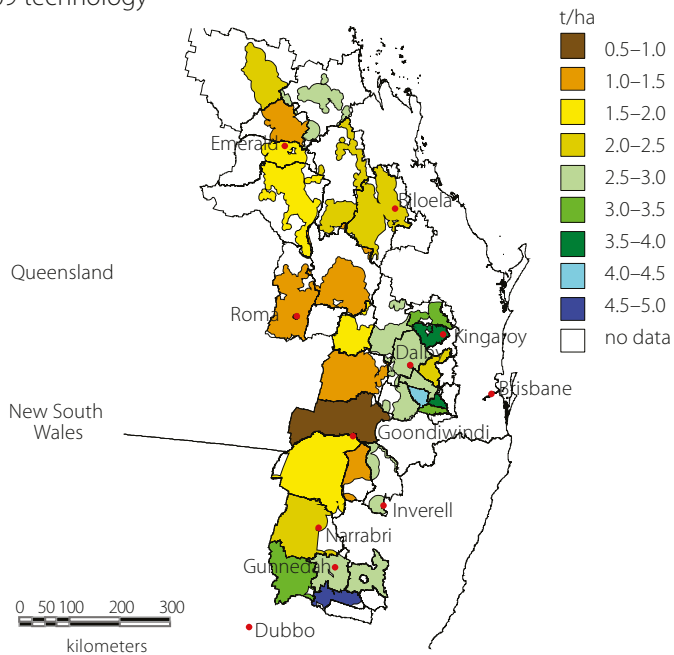 technology
t/ha
0.5–1.0
1.0–1.5
1.5–2.0
2.0–2.5
2.5–3.0
3.0–3.5
3.5–4.0
4.0–4.5
4.5–5.0
no data
Emerald
Biloela
Queensland
Roma
Kingaroy
Dalby
Brisbane
New South
Wales
Goondiwindi
Inverell
Narrabri
Gunnedah
0 50 100 200 300
kilometers
Dubbo